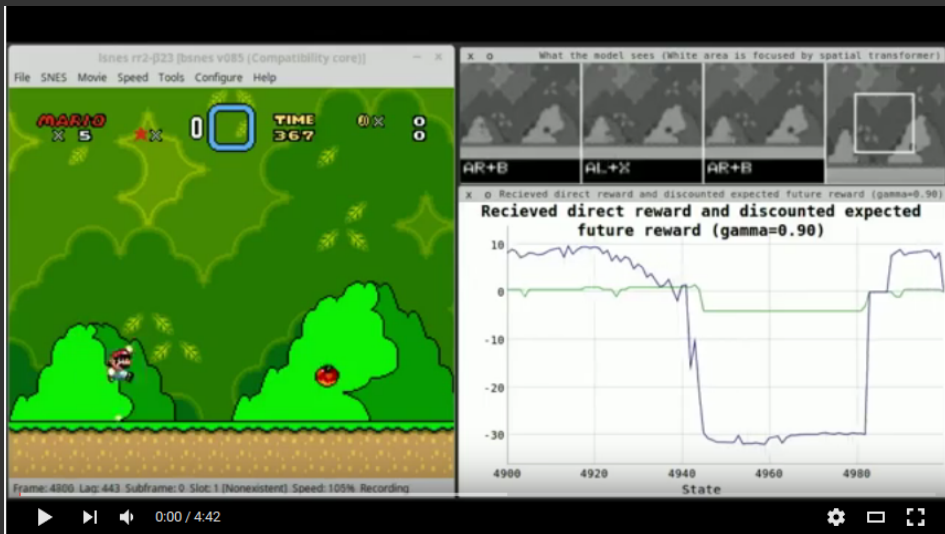 lsnes rr2-β23 [bsnes v085 (Compatibility core)]
File SNES Movie Speed Tools Configure Help
MARIO TIME
x 5 ★x 0 367 x 0
0
Frame: 4800 Lag: 443 Subframe: 0 Slot: 1 [Nonexistent] Speed: 105% Recording
x o What the model sees (White area is focused by spatial transformer)
AR+B AL+X AR+B
x o Recieved direct reward and discounted expected future reward (gamma=0.90)
Recieved direct reward and discounted expected
future reward (gamma=0.90)
10
0
-10
-20
-30
4900 4920 4940 4960 4980
State
0:00 / 4:42